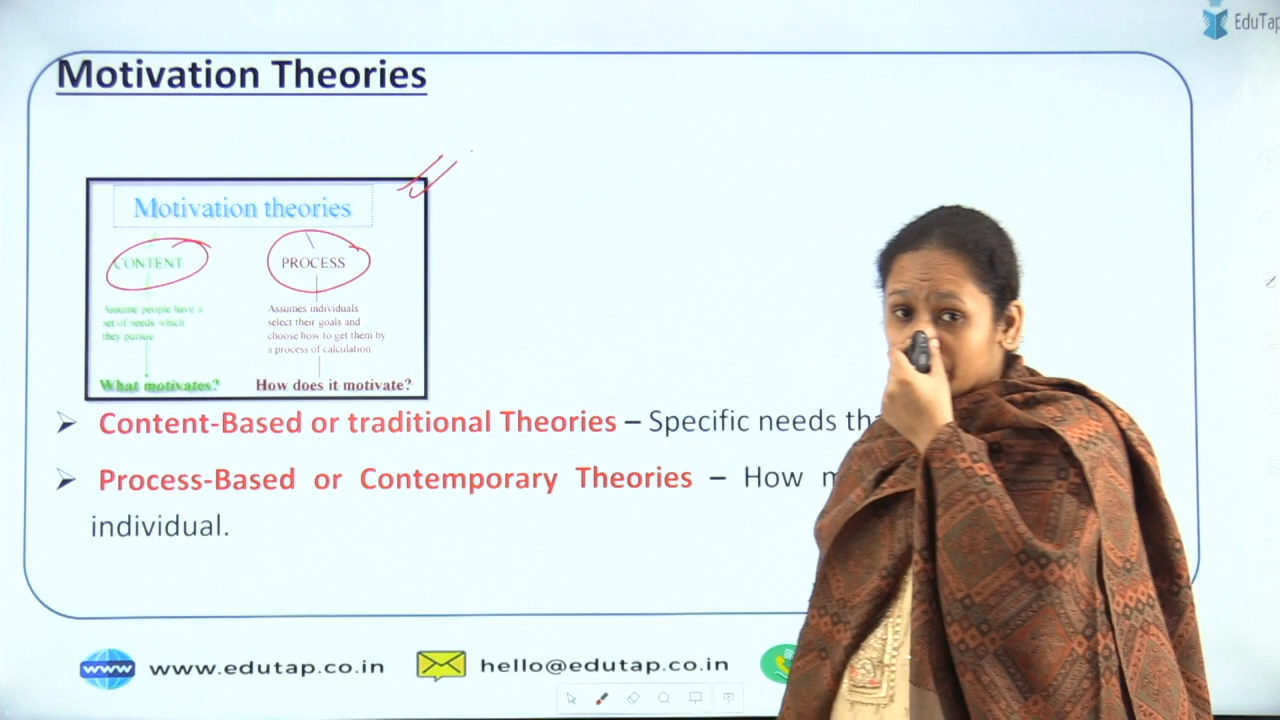 EduTap
Motivation Theories
Motivation theories
CONTENT
PROCESS
Assume people have a
set of needs which
they pursue
Assumes individuals
select their goals and
choose how to get them by
a process of calculation
What motivates?
How does it motivate?
➢ Content-Based or traditional Theories – Specific needs
➢ Process-Based or Contemporary Theories – How
individual.
www
www.edutap.co.in
hello@edutap.co.in